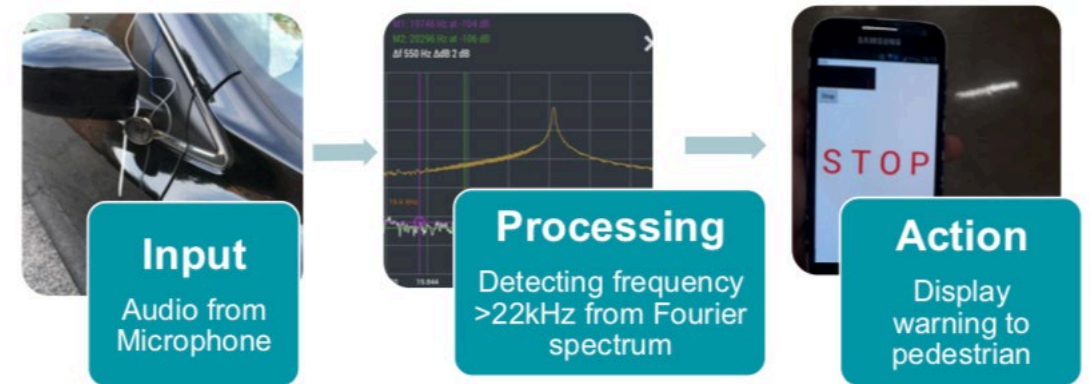 M1: 19746 Hz at -104 dB
M2: 20296 Hz at -106 dB
Δf 550 Hz ΔdB 2 dB
SAMSUNG
STOP
Input
Audio from
Microphone
Processing
Detecting frequency
>22kHz from Fourier
spectrum
Action
Display
warning to
pedestrian